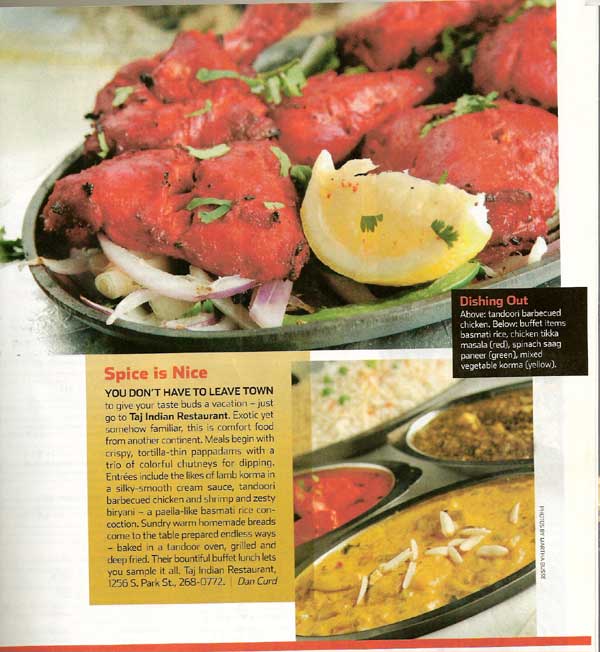 Dishing Out
Above: tandoori barbecued
chicken. Below: buffet items
basmati rice, chicken tikka
masala (red), spinach saag
paneer (green), mixed
vegetable korma (yellow).
Spice is Nice
YOU DON'T HAVE TO LEAVE TOWN
to give your taste buds a vacation – just
go to Taj Indian Restaurant. Exotic yet
somehow familiar, this is comfort food
from another continent. Meals begin with
crispy, tortilla-thin pappadams with a
trio of colorful chutneys for dipping.
Entrées include the likes of lamb korma in
a silky-smooth cream sauce, tandoori
barbecued chicken and shrimp and zesty
biryani – a paella-like basmati rice con-
coction. Sundry warm homemade breads
come to the table prepared endless ways
– baked in a tandoor oven, grilled and
deep fried. Their bountiful buffet lunch lets
you sample it all. Taj Indian Restaurant,
1256 S. Park St., 268-0772. | Dan Curd
PHOTOS BY MARTHA BUSSE